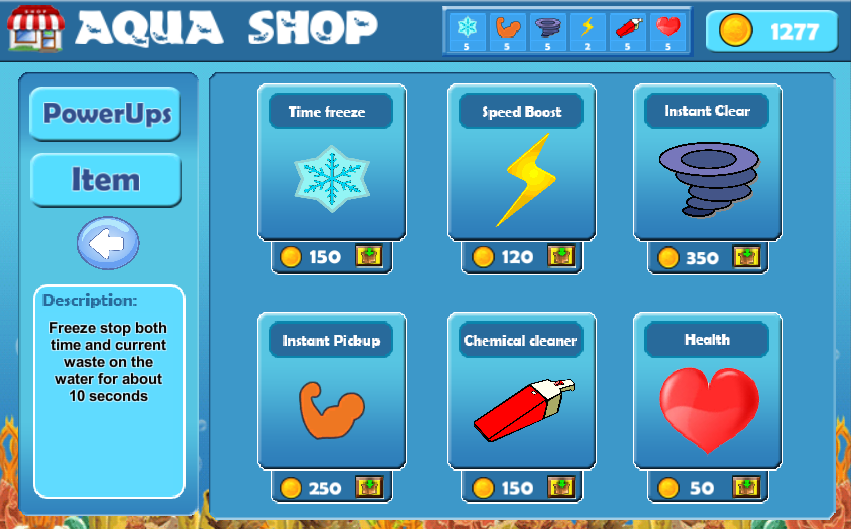 AQUA SHOP
5 5 5 2 5 5
1277
PowerUps
Item
Description:
Freeze stop both
time and current
waste on the
water for about
10 seconds
Time freeze
Speed Boost
Instant Clear
150
120
350
Instant Pickup
Chemical cleaner
Health
250
150
50